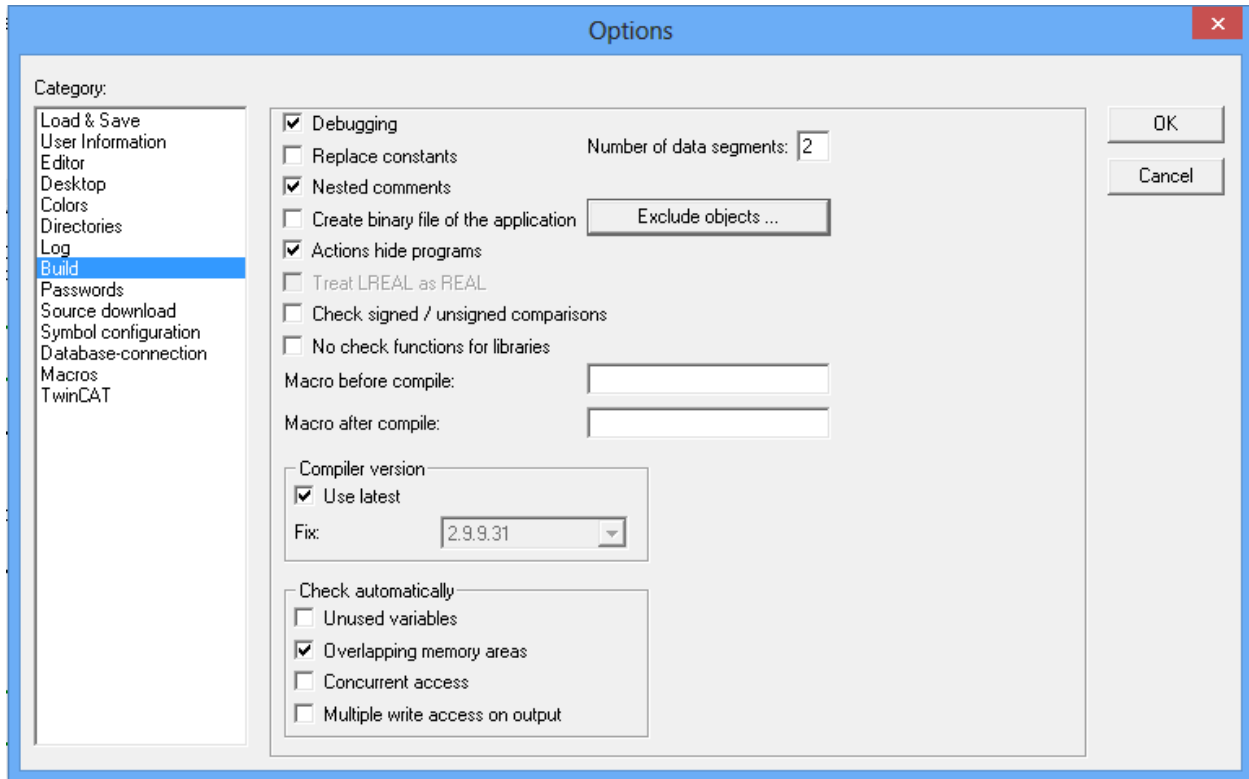 Options
Category:
Load & Save
User Information
Editor
Desktop
Colors
Directories
Log
Build
Passwords
Source download
Symbol configuration
Database-connection
Macros
TwinCAT
Debugging
Replace constants
Number of data segments: 2
Nested comments
Create binary file of the application
Exclude objects ...
Actions hide programs
Treat LREAL as REAL
Check signed / unsigned comparisons
No check functions for libraries
Macro before compile:
Macro after compile:
Compiler version
Use latest
Fix: 2.9.9.31
Check automatically
Unused variables
Overlapping memory areas
Concurrent access
Multiple write access on output
OK
Cancel